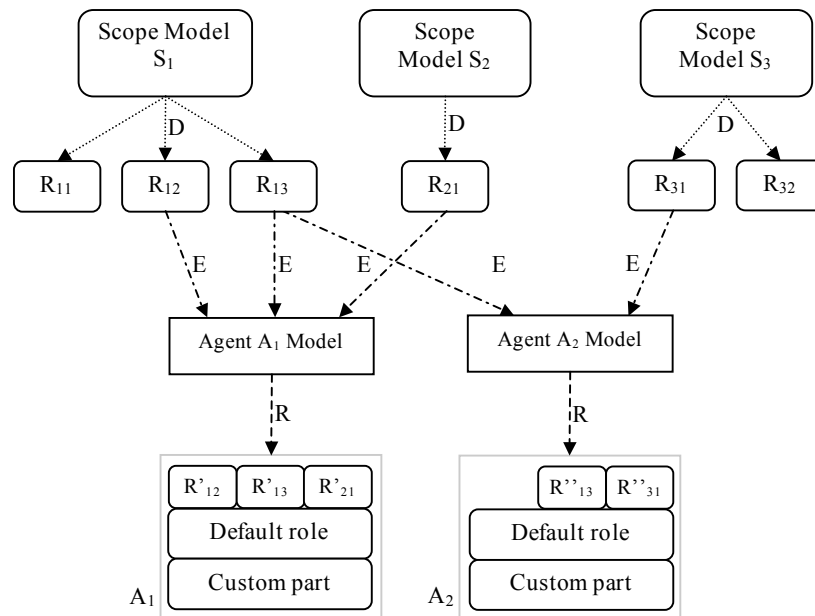 Scope Model
S₁
Scope
Model S₂
Scope
Model S₃
D
D
D
R₁₁
R₁₂
R₁₃
R₂₁
R₃₁
R₃₂
E
E
E
E
E
Agent A₁ Model
Agent A₂ Model
R
R
R'₁₂
R'₁₃
R'₂₁
R''₁₃
R''₃₁
Default role
Default role
Custom part
Custom part
A₁
A₂